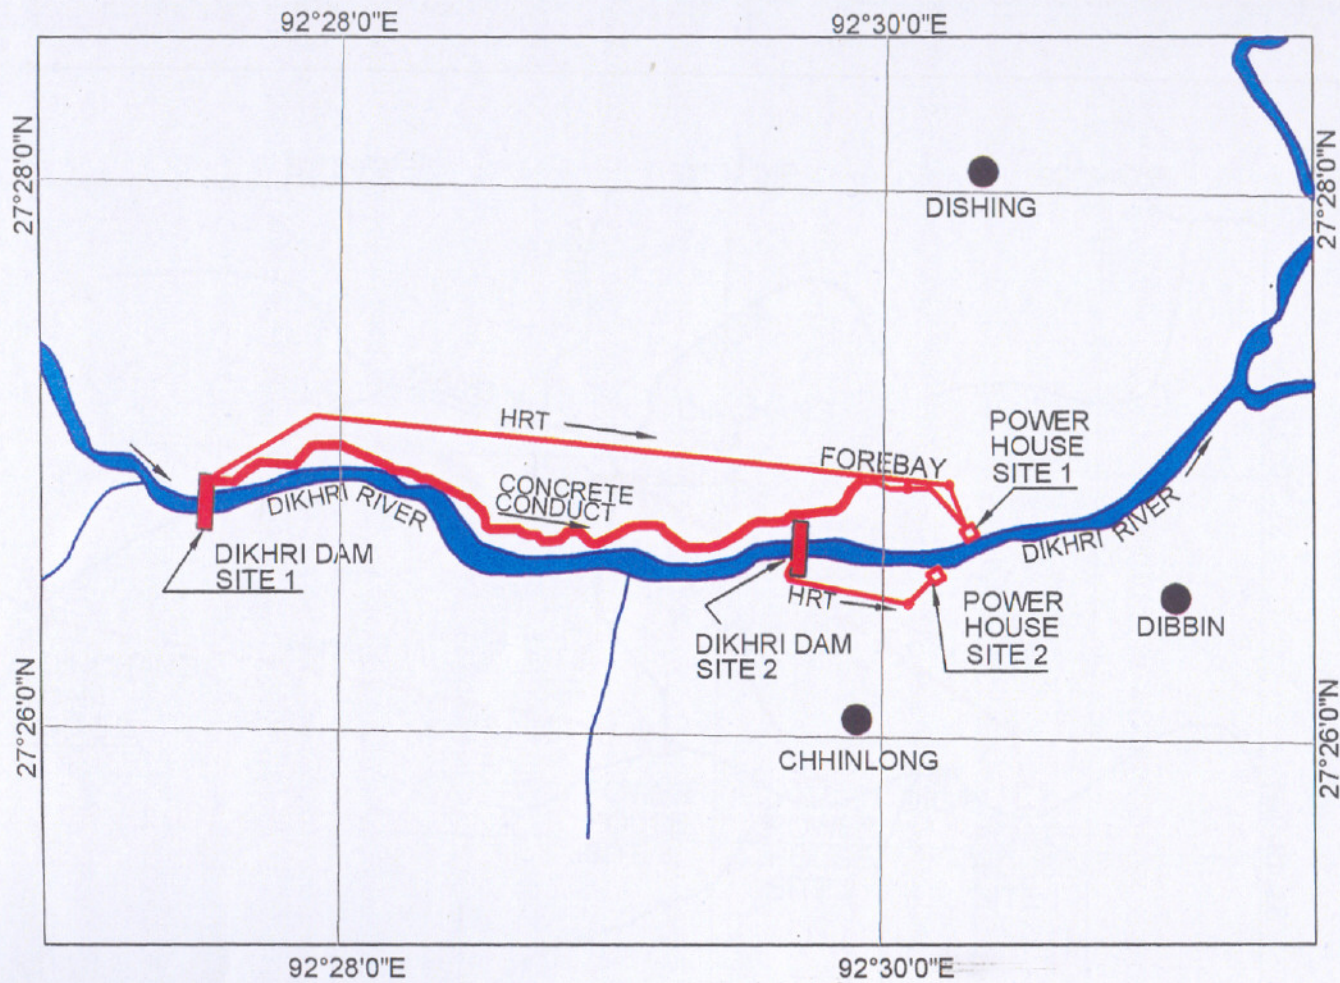 92°28'0"E
92°30'0"E
27°28'0"N
27°28'0"N
DISHING
HRT
FOREBAY
POWER
HOUSE
SITE 1
CONCRETE
CONDUCT
DIKHRI RIVER
DIKHRI RIVER
DIKHRI DAM
SITE 1
HRT
DIKHRI DAM
SITE 2
POWER
HOUSE
SITE 2
DIBBIN
27°26'0"N
27°26'0"N
CHHINLONG
92°28'0"E
92°30'0"E